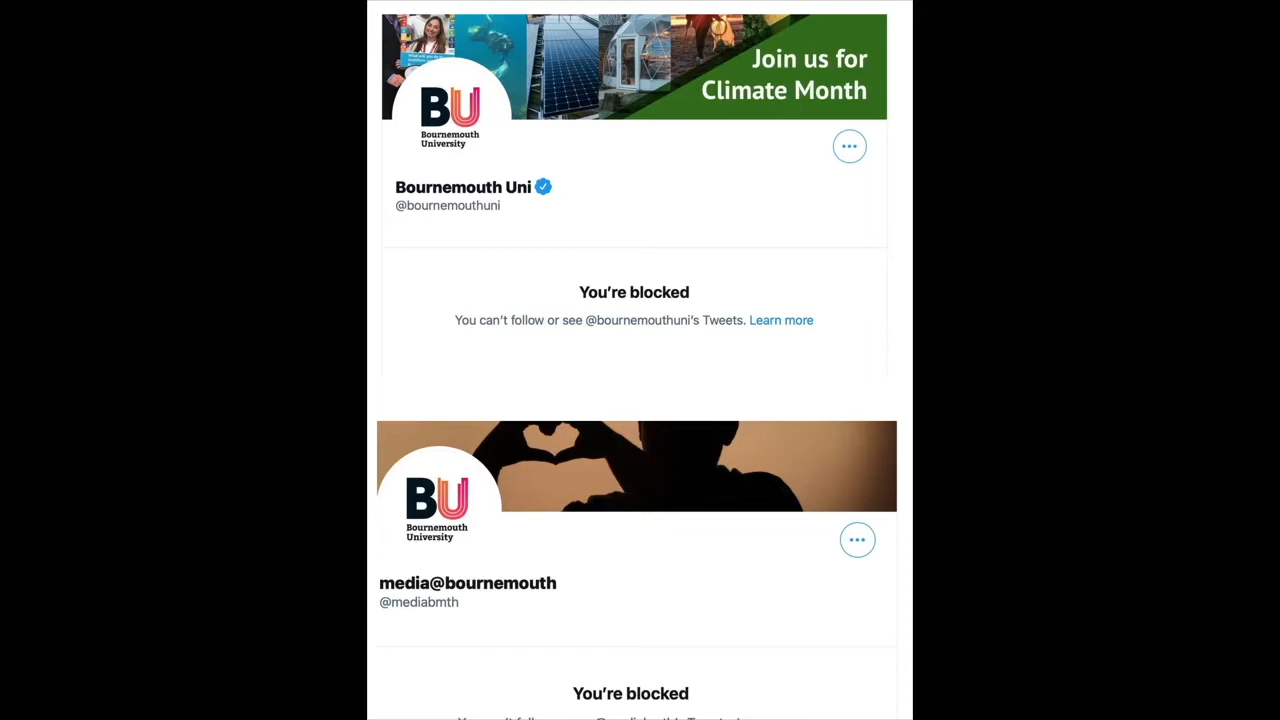 Join us for
Climate Month
BU
Bournemouth
University
Bournemouth Uni
@bournemouthuni
You’re blocked
You can’t follow or see @bournemouthuni’s Tweets. Learn more
BU
Bournemouth
University
media@bournemouth
@mediabmth
You’re blocked